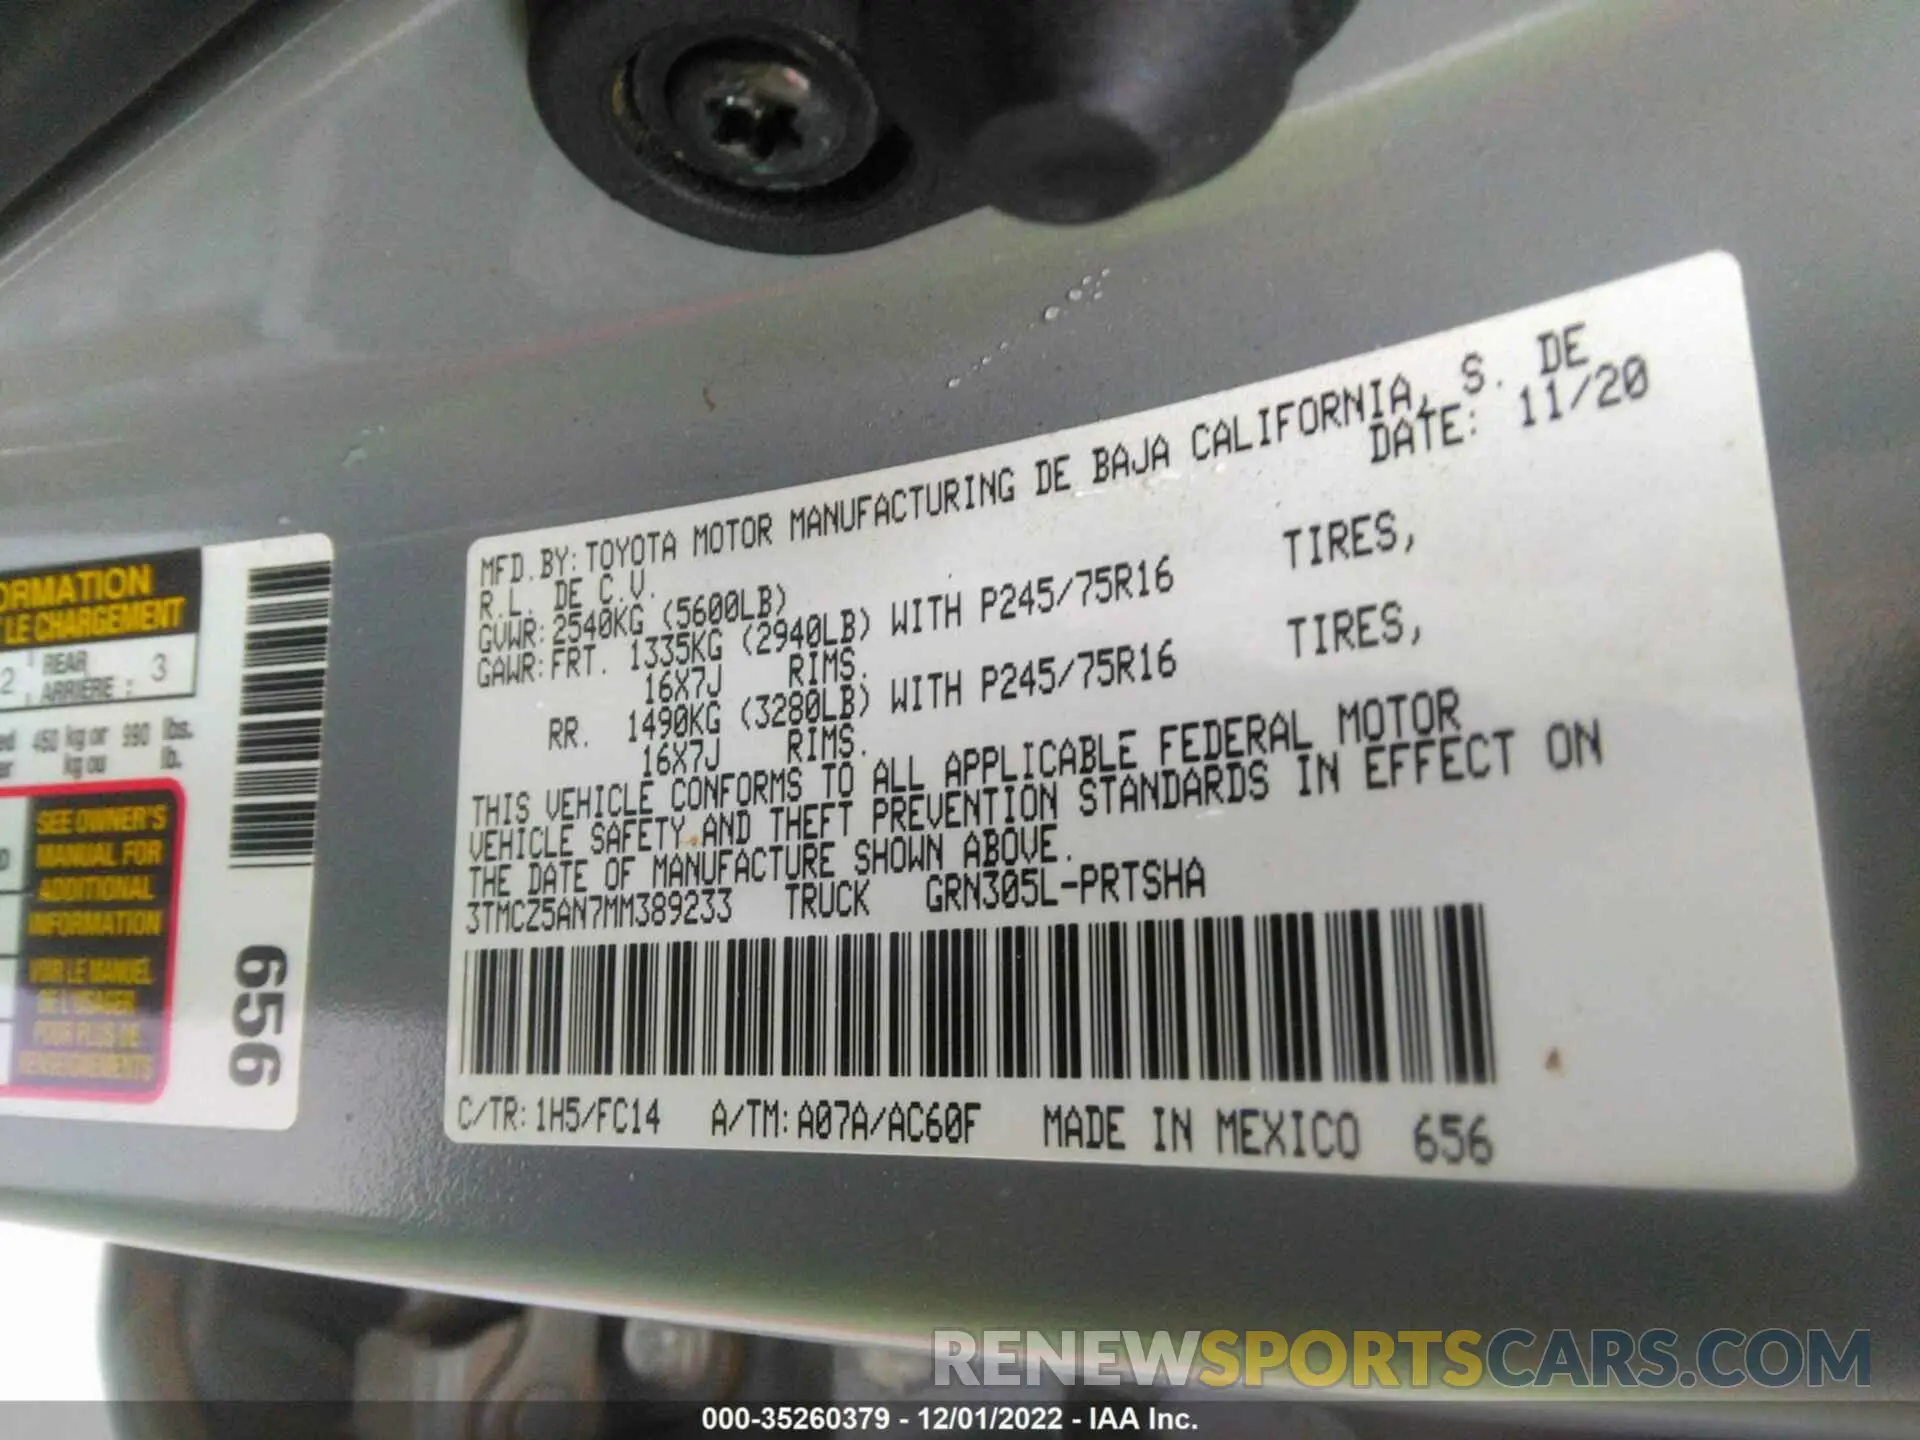 ORMATION
LE CHARGEMENT
2 REAR ARRIÈRE : 3
450 kg or 990 lbs.
kg ou lb.
SEE OWNER'S
MANUAL FOR
ADDITIONAL
INFORMATION
VOIR LE MANUEL
DE L'USAGER
POUR PLUS DE
RENSEIGNEMENTS
656
MFD. BY: TOYOTA MOTOR MANUFACTURING DE BAJA CALIFORNIA, S. DE
R.L. DE C.V. DATE: 11/20
GVWR: 2540KG (5600LB)
GAWR: FRT. 1335KG (2940LB) WITH P245/75R16 TIRES,
16X7J RIMS.
RR. 1490KG (3280LB) WITH P245/75R16 TIRES,
16X7J RIMS.
THIS VEHICLE CONFORMS TO ALL APPLICABLE FEDERAL MOTOR
VEHICLE SAFETY AND THEFT PREVENTION STANDARDS IN EFFECT ON
THE DATE OF MANUFACTURE SHOWN ABOVE.
3TMCZ5AN7MM389233 TRUCK GRN305L-PRTSHA
C/TR: 1H5/FC14 A/TM: A07A/AC60F MADE IN MEXICO 656
RENEWSPORTSCARS.COM
000-35260379 - 12/01/2022 - IAA Inc.